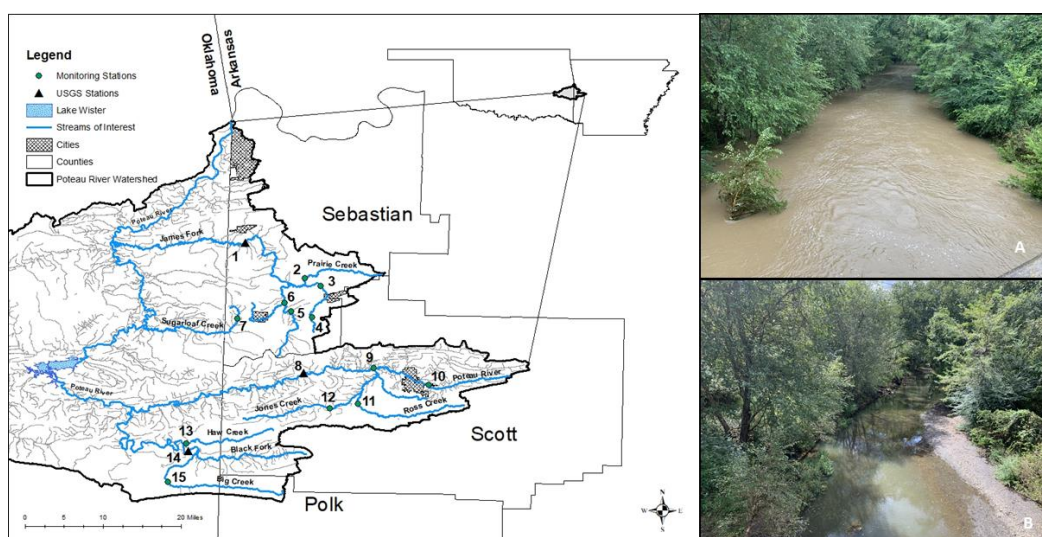 Legend
Monitoring Stations
USGS Stations
Lake Wister
Streams of Interest
Cities
Counties
Poteau River Watershed
Oklahoma
Arkansas
Sebastian
Poteau River
James Fork
1
Prairie Creek
2
3
6
5
4
Sugarloaf Creek
7
9
8
10
Poteau River
Poteau River
Jones Creek
12
11
Ross Creek
Scott
13
Haw Creek
14
Black Fork
15
Big Creek
Polk
0 5 10 20 Miles
N
W E
S
A
B